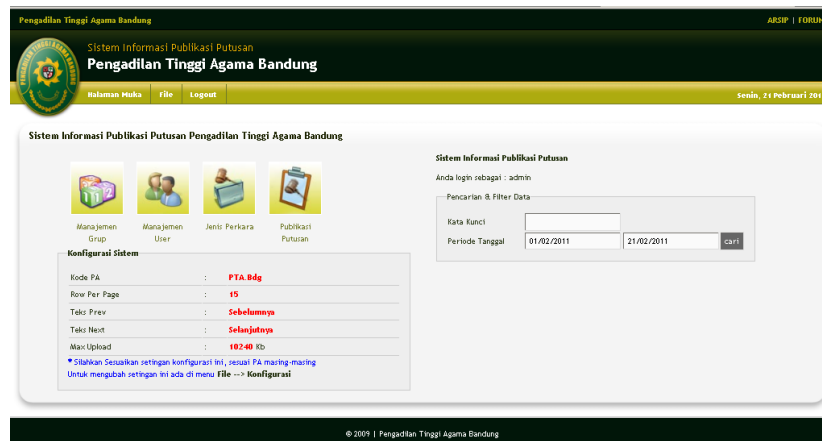 Pengadilan Tinggi Agama Bandung
ARSIP | FORUM
Sistem Informasi Publikasi Putusan
Pengadilan Tinggi Agama Bandung
Halaman Muka
File
Logout
Senin, 21 Pebruari 201
Sistem Informasi Publikasi Putusan Pengadilan Tinggi Agama Bandung
Manajemen Grup
Manajemen User
Jenis Perkara
Publikasi Putusan
Konfigurasi Sistem
Kode PA : PTA.Bdg
Row Per Page : 15
Teks Prev : Sebelumnya
Teks Next : Selanjutnya
Max Upload : 10240 Kb
* Silahkan Sesuaikan setingan konfigurasi ini, sesuai PA masing-masing
Untuk mengubah setingan ini ada di menu File --> Konfigurasi
Sistem Informasi Publikasi Putusan
Anda login sebagai : admin
Pencarian & Filter Data
Kata Kunci
Periode Tanggal 01/02/2011 21/02/2011 cari
© 2009 | Pengadilan Tinggi Agama Bandung